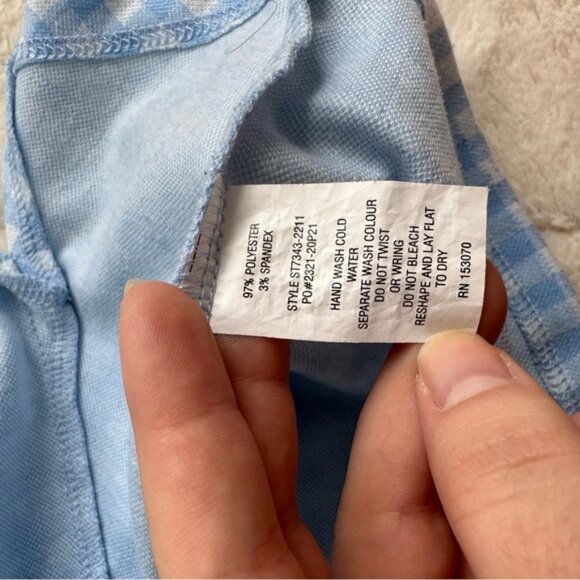 97% POLYESTER
3% SPANDEX
STYLE ST7343-2211
PO#2321-20P21
HAND WASH COLD
WATER
SEPARATE WASH COLOUR
DO NOT TWIST
OR WRING
DO NOT BLEACH
RESHAPE AND LAY FLAT
TO DRY
RN 153070